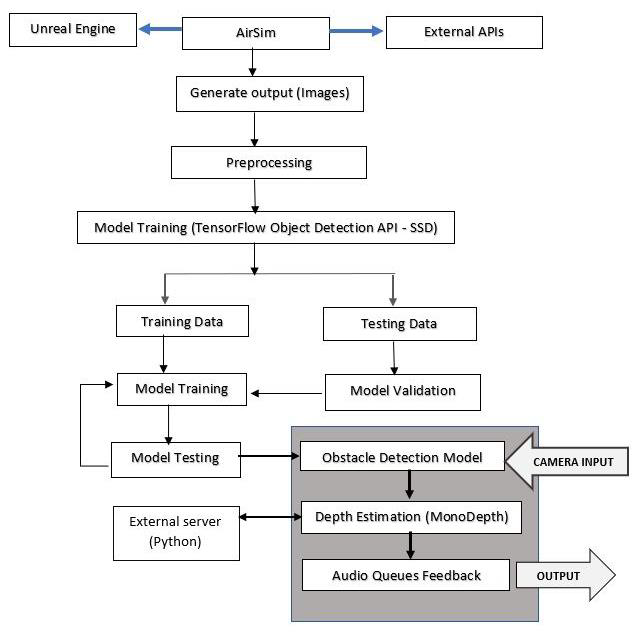 Unreal Engine
AirSim
External APIs
Generate output (Images)
Preprocessing
Model Training (TensorFlow Object Detection API - SSD)
Training Data
Testing Data
Model Training
Model Validation
Model Testing
Obstacle Detection Model
CAMERA INPUT
External server
(Python)
Depth Estimation (MonoDepth)
Audio Queues Feedback
OUTPUT